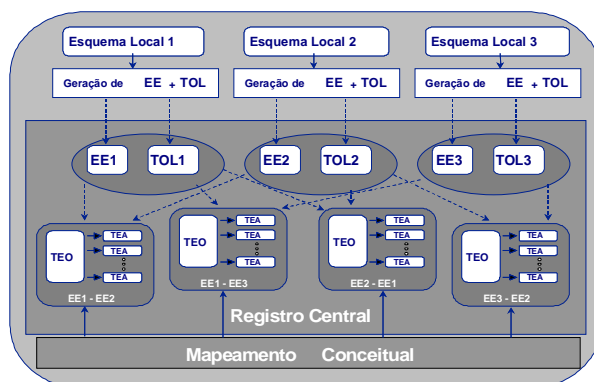 Esquema Local 1
Esquema Local 2
Esquema Local 3
Geração de EE + TOL
Geração de EE + TOL
Geração de EE + TOL
EE1
TOL1
EE2
TOL2
EE3
TOL3
TEO
TEA
TEA
TEA
EE1 - EE2
TEO
TEA
TEA
TEA
EE1 - EE3
TEO
TEA
TEA
TEA
EE2 - EE1
TEO
TEA
TEA
TEA
EE3 - EE2
Registro Central
Mapeamento Conceitual